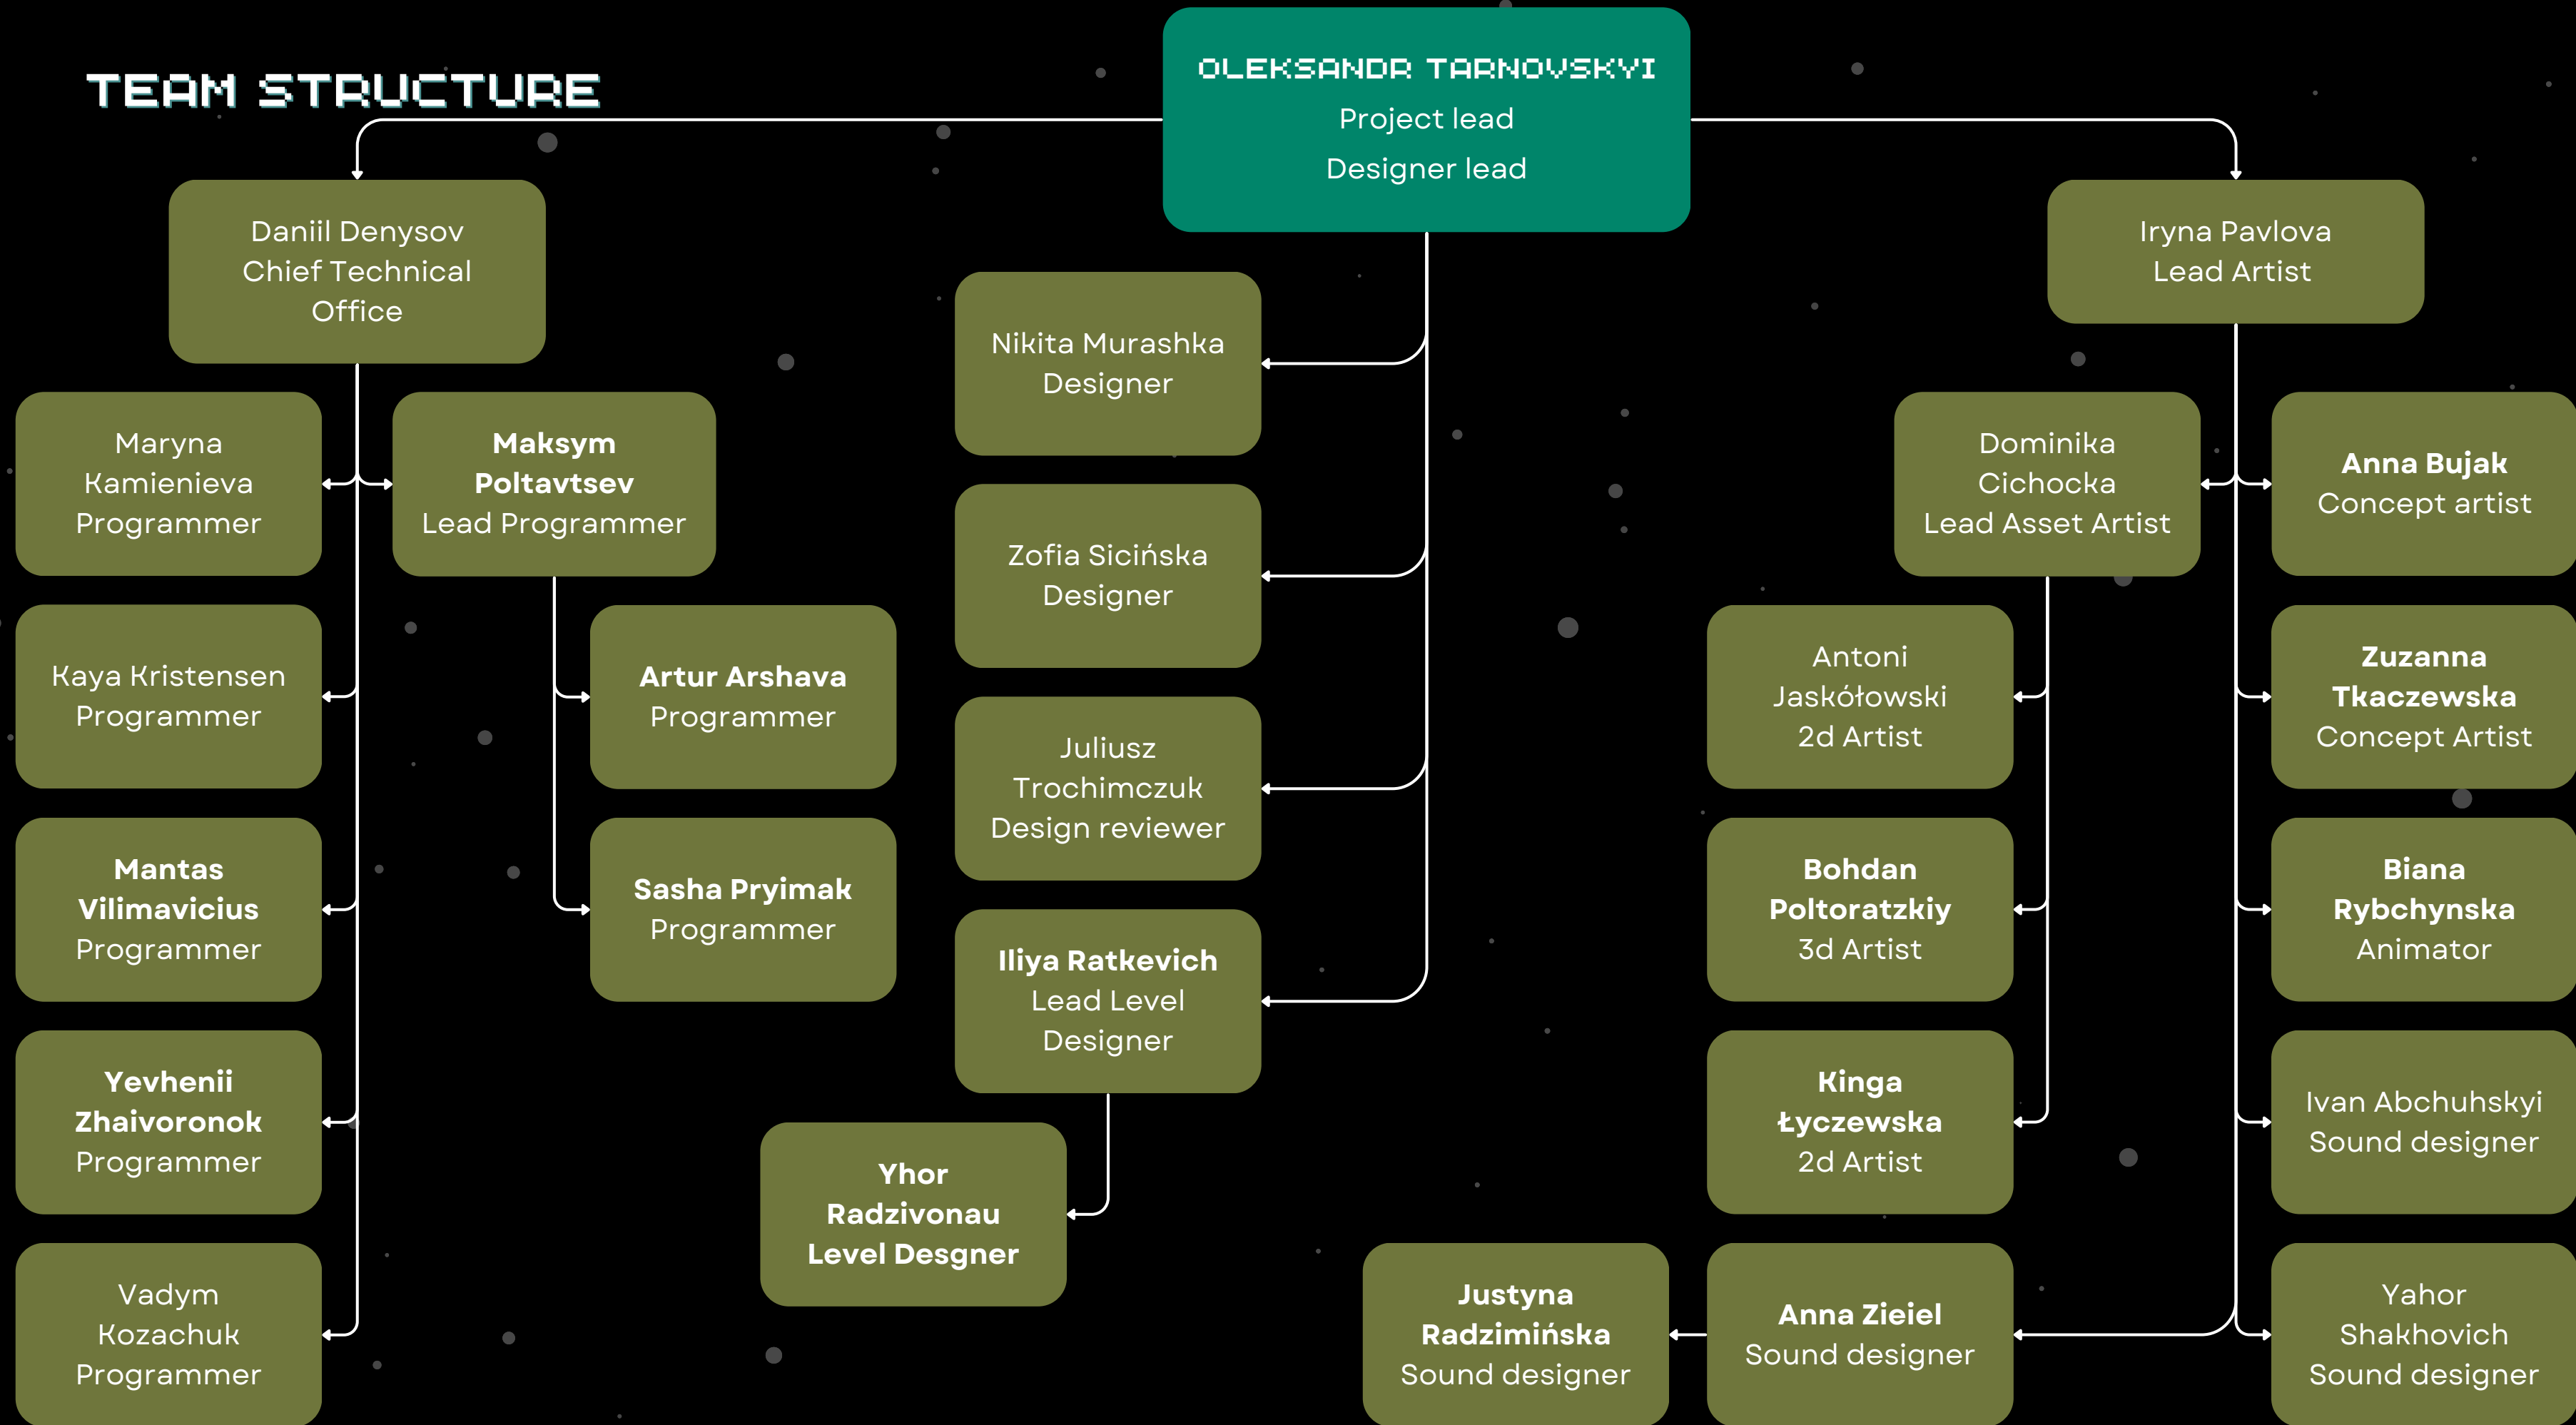 TEAM STRUCTURE
OLEKSANDR TARNOVSKYI
Project lead
Designer lead
Daniil Denysov
Chief Technical
Office
Maryna
Kamienieva
Programmer
Maksym
Poltavtsev
Lead Programmer
Kaya Kristensen
Programmer
Artur Arshava
Programmer
Mantas
Vilimavicius
Programmer
Sasha Pryimak
Programmer
Yevhenii
Zhaivoronok
Programmer
Vadym
Kozachuk
Programmer
Nikita Murashka
Designer
Zofia Sicińska
Designer
Juliusz
Trochimczuk
Design reviewer
Iliya Ratkevich
Lead Level
Designer
Yhor
Radzivonau
Level Desgner
Iryna Pavlova
Lead Artist
Dominika
Cichocka
Lead Asset Artist
Anna Bujak
Concept artist
Antoni
Jaskółowski
2d Artist
Zuzanna
Tkaczewska
Concept Artist
Bohdan
Poltoratzkiy
3d Artist
Biana
Rybchynska
Animator
Kinga
Łyczewska
2d Artist
Ivan Abchuhskyi
Sound designer
Justyna
Radzimińska
Sound designer
Anna Zieiel
Sound designer
Yahor
Shakhovich
Sound designer